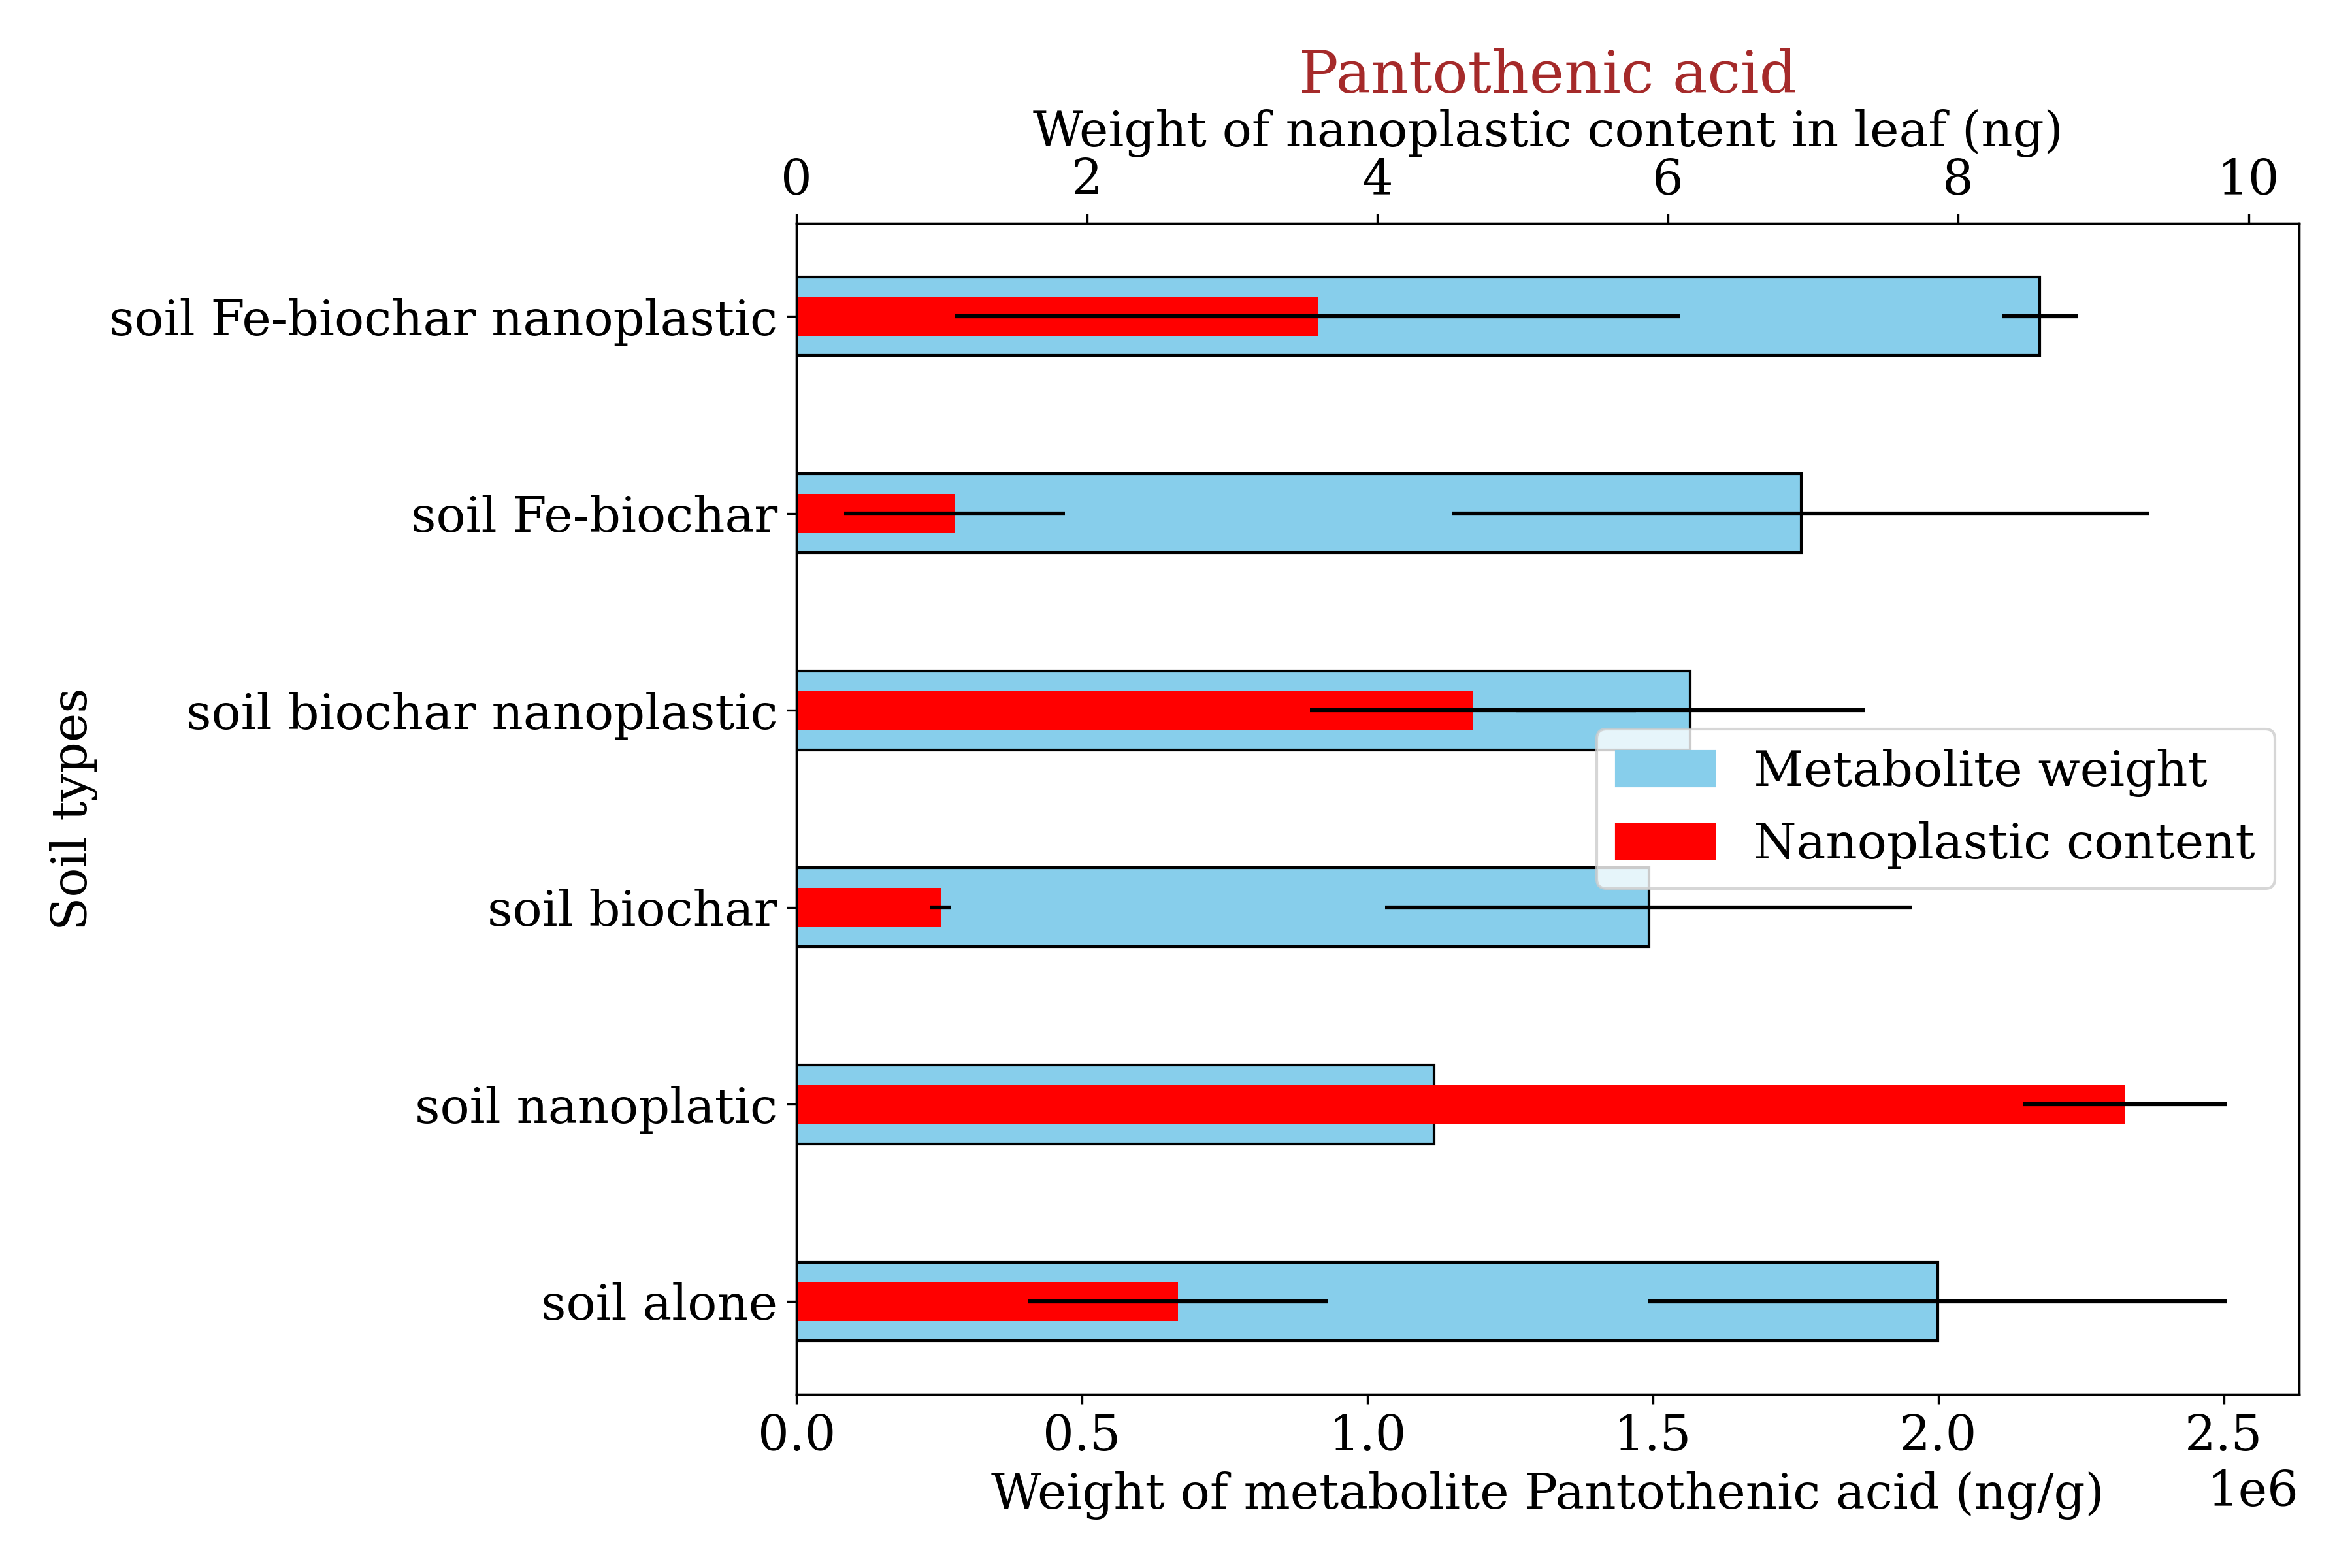 Pantothenic acid
Weight of nanoplastic content in leaf (ng)
0 2 4 6 8 10
soil Fe-biochar nanoplastic
soil Fe-biochar
soil biochar nanoplastic
soil biochar
soil nanoplatic
soil alone
Soil types
Metabolite weight
Nanoplastic content
0.0 0.5 1.0 1.5 2.0 2.5
Weight of metabolite Pantothenic acid (ng/g)
1e6